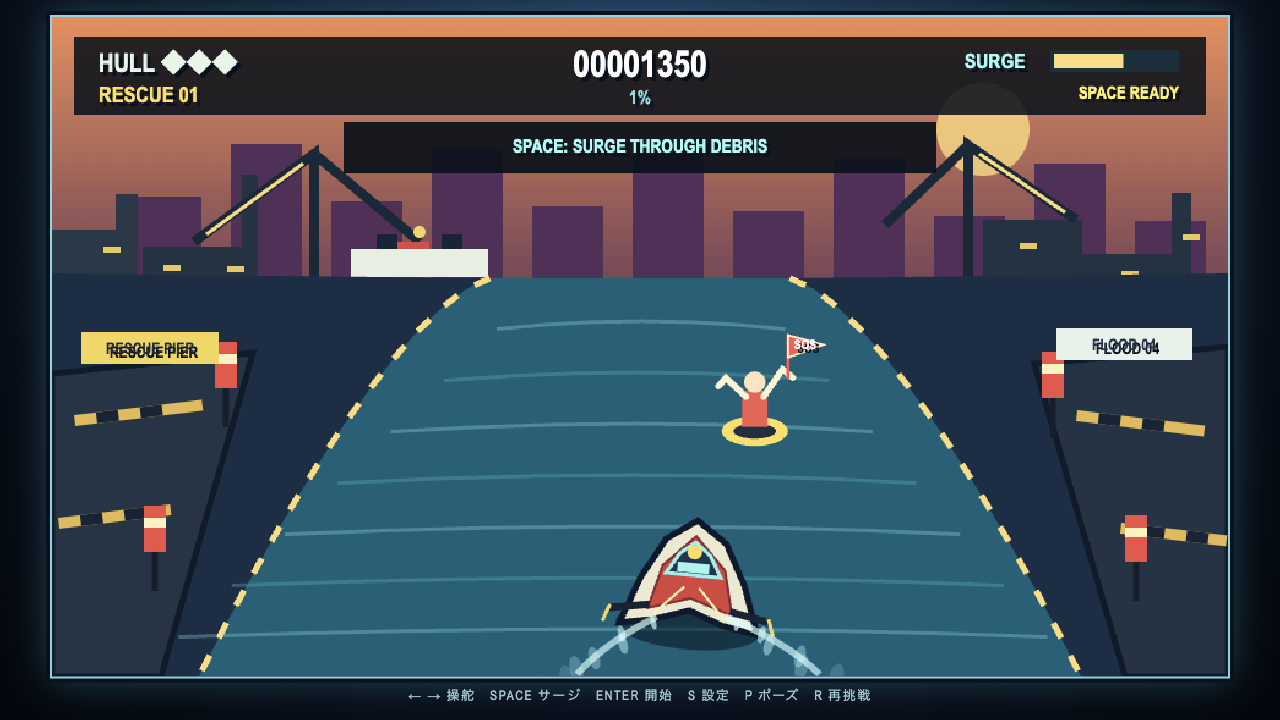 HULL
00001350
SURGE
RESCUE 01
1%
SPACE READY
SPACE: SURGE THROUGH DEBRIS
RESCUE PIER
FLOOD 04
SOS
← → 操舵 SPACE サージ ENTER 開始 S 設定 P ポーズ R 再挑戦